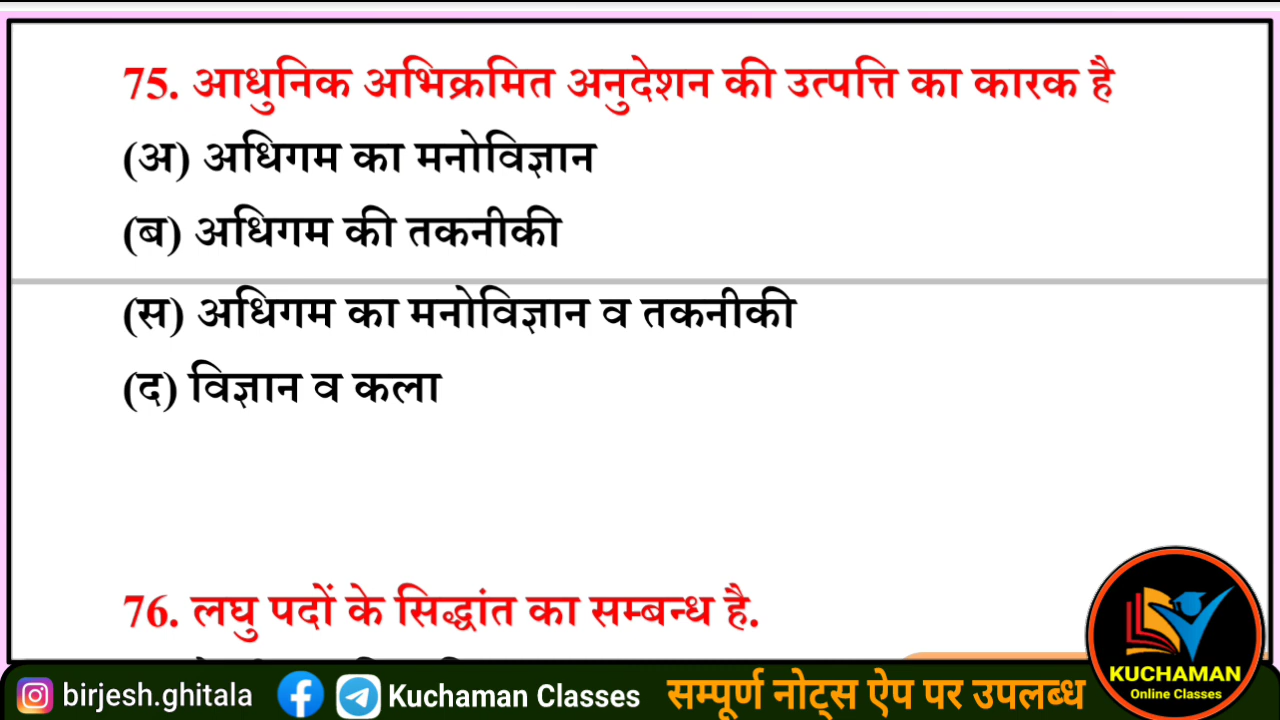 75. आधुनिक अभिक्रमित अनुदेशन की उत्पत्ति का कारक है
(अ) अधिगम का मनोविज्ञान
(ब) अधिगम की तकनीकी
(स) अधिगम का मनोविज्ञान व तकनीकी
(द) विज्ञान व कला
76. लघु पदों के सिद्धांत का सम्बन्ध है.
birjesh.ghitala
Kuchaman Classes
सम्पूर्ण नोट्स ऐप पर उपलब्ध
KUCHAMAN
Online Classes